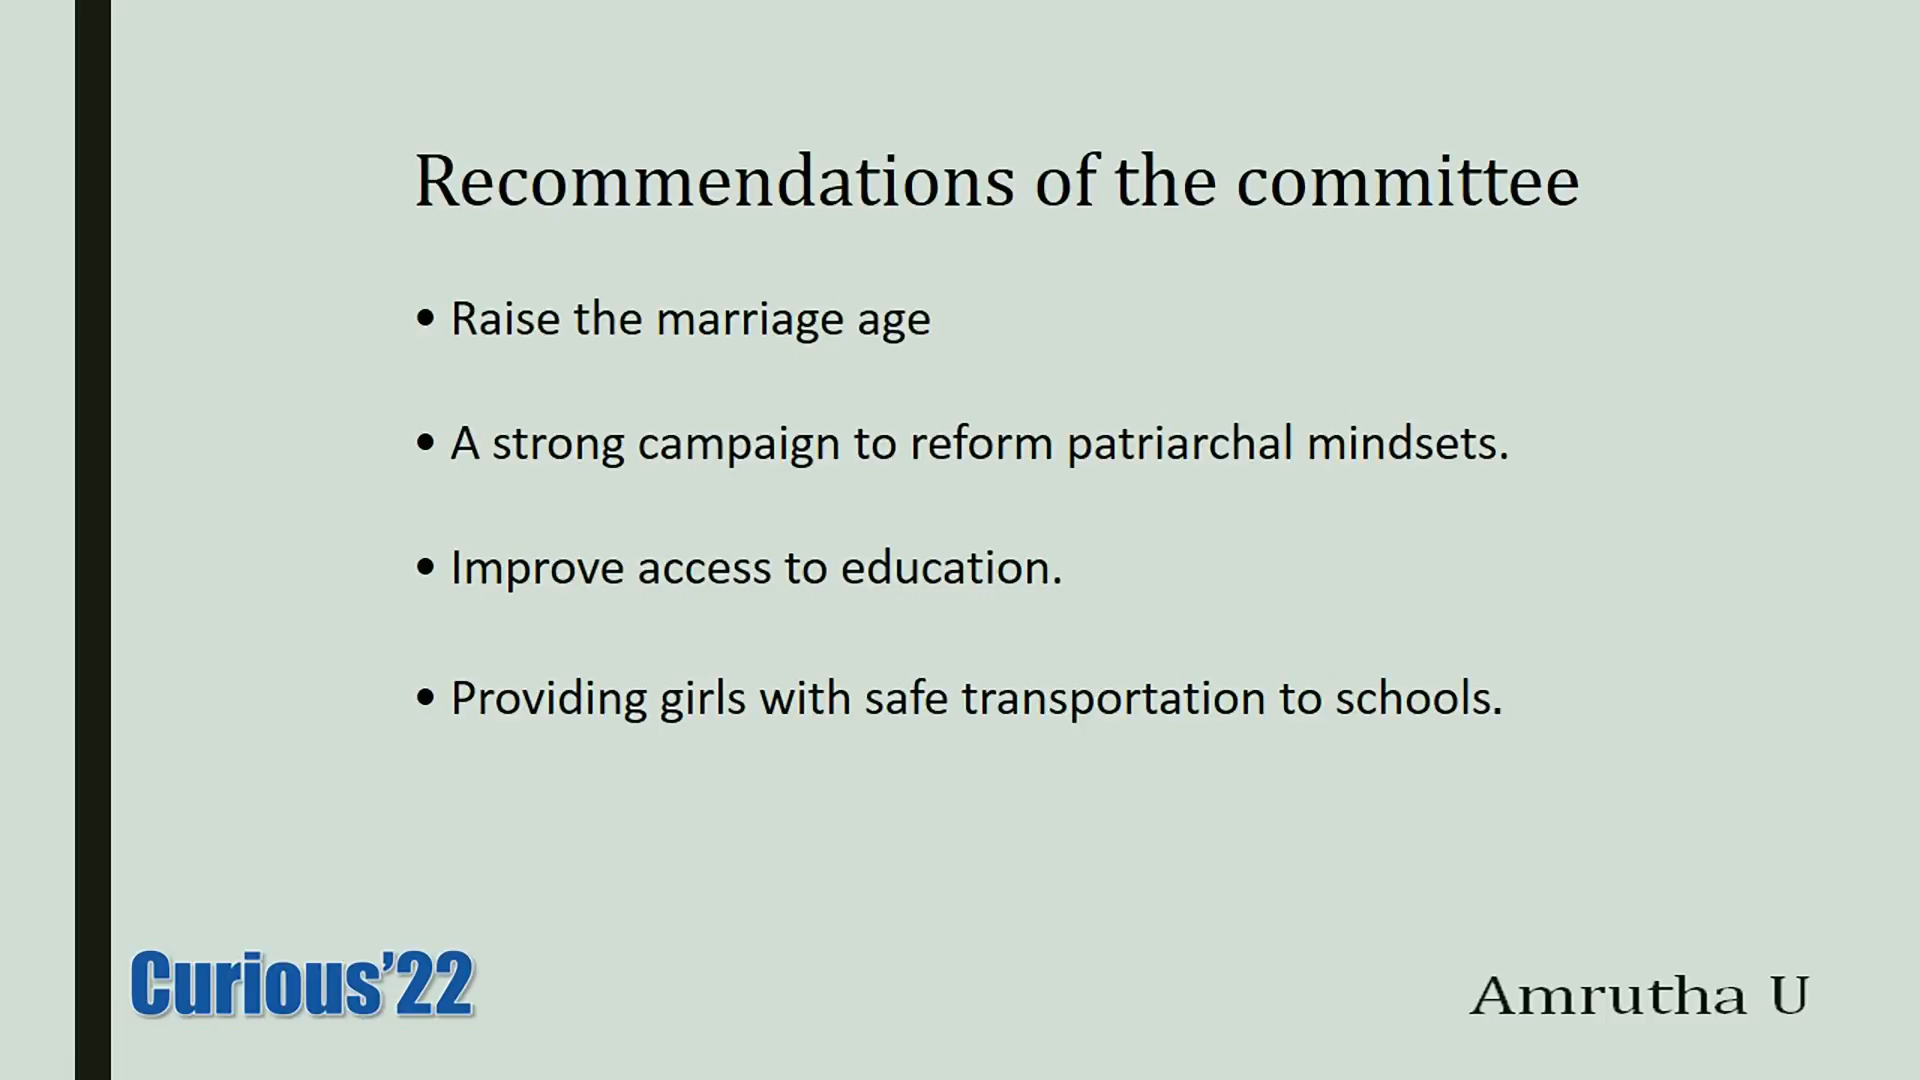 Recommendations of the committee
• Raise the marriage age
• A strong campaign to reform patriarchal mindsets.
• Improve access to education.
• Providing girls with safe transportation to schools.
Curious’22
Amrutha U